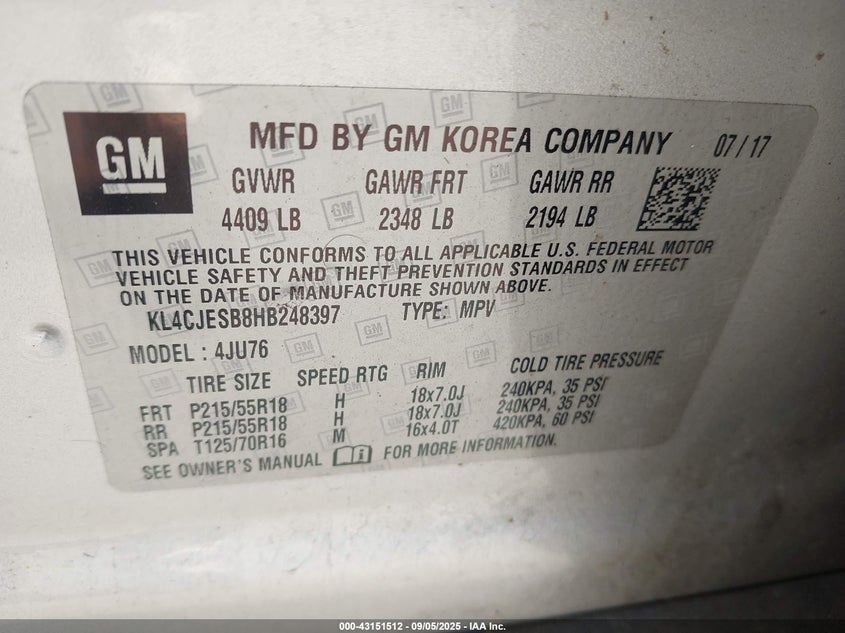 GM
MFD BY GM KOREA COMPANY 07/17
GVWR GAWR FRT GAWR RR
4409 LB 2348 LB 2194 LB
THIS VEHICLE CONFORMS TO ALL APPLICABLE U.S. FEDERAL MOTOR
VEHICLE SAFETY AND THEFT PREVENTION STANDARDS IN EFFECT
ON THE DATE OF MANUFACTURE SHOWN ABOVE.
KL4CJESB8HB248397 TYPE: MPV
MODEL : 4JU76
TIRE SIZE SPEED RTG RIM COLD TIRE PRESSURE
FRT P215/55R18 H 18x7.0J 240KPA, 35 PSI
RR P215/55R18 H 18x7.0J 240KPA, 35 PSI
SPA T125/70R16 M 16x4.0T 420KPA, 60 PSI
SEE OWNER'S MANUAL FOR MORE INFORMATION.
000-43151512 - 09/05/2025 - IAA Inc.